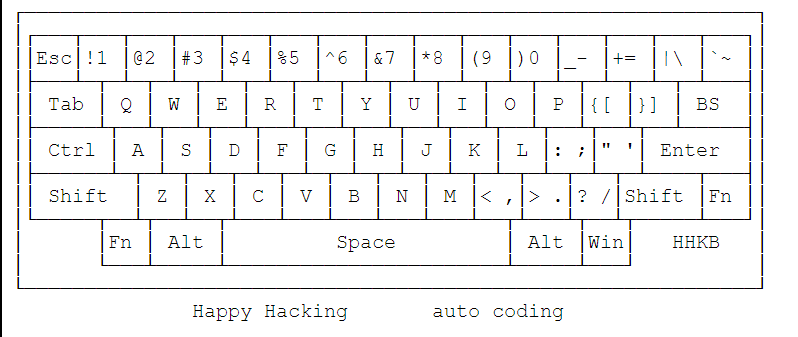 Esc !1 @2 #3 $4 %5 ^6 &7 *8 (9 )0 _- += |\ `~
Tab Q W E R T Y U I O P {[ }] BS
Ctrl A S D F G H J K L : ; " ' Enter
Shift Z X C V B N M < , > . ? / Shift Fn
Fn Alt Space Alt Win HHKB
Happy Hacking auto coding